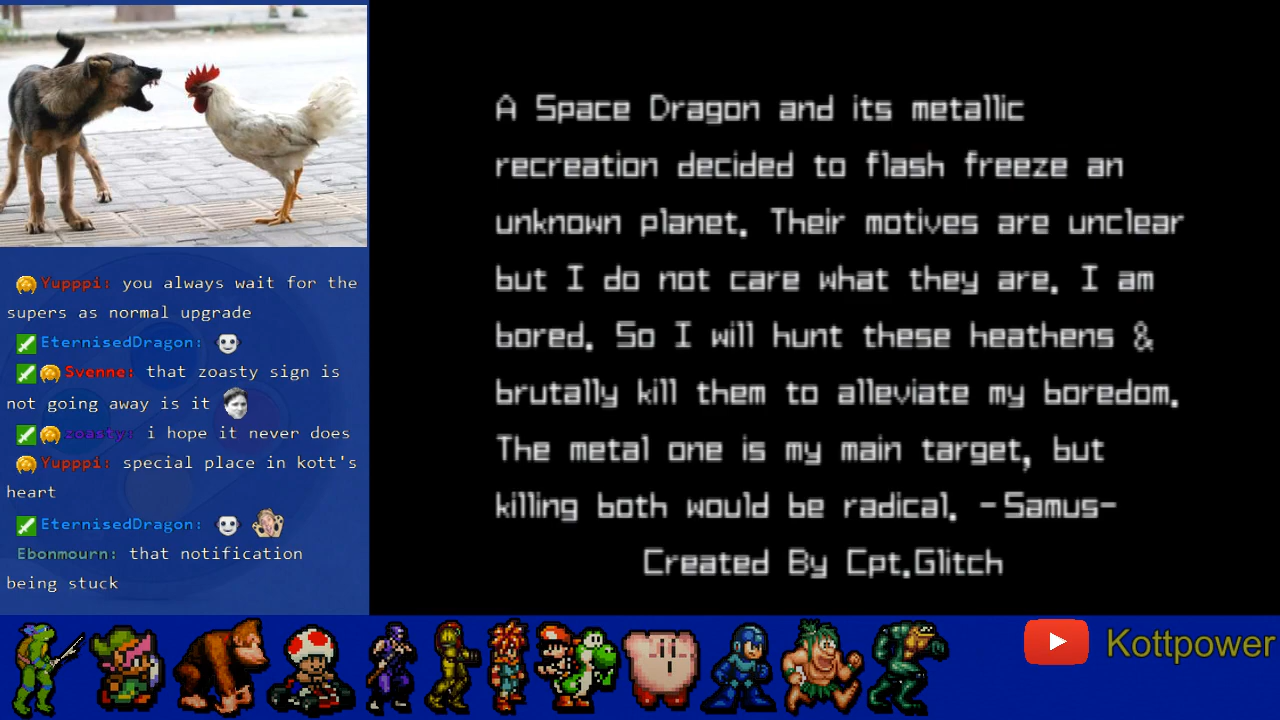 Yupppi: you always wait for the
supers as normal upgrade
EternisedDragon:
Svenne: that zoasty sign is
not going away is it
zoasty: i hope it never does
Yupppi: special place in kott's
heart
EternisedDragon:
Ebonmourn: that notification
being stuck
A Space Dragon and its metallic
recreation decided to flash freeze an
unknown planet. Their motives are unclear
but I do not care what they are. I am
bored. So I will hunt these heathens &
brutally kill them to alleviate my boredom.
The metal one is my main target, but
killing both would be radical. -Samus-
Created By Cpt.Glitch
Kottpower